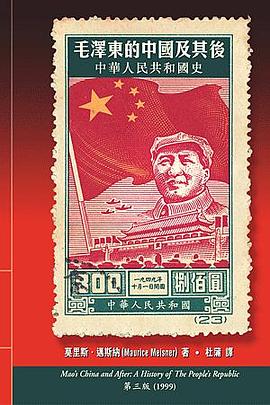 毛澤東的中國及其後
中華人民共和國史
800
一九四九年
十月一日開國
捌佰圓
中華人民共和國
(23)
莫里斯·邁斯納(Maurice Meisner) 著 • 杜蒲 譯
Mao's China and After: A History of The People's Republic
第三版 (1999)